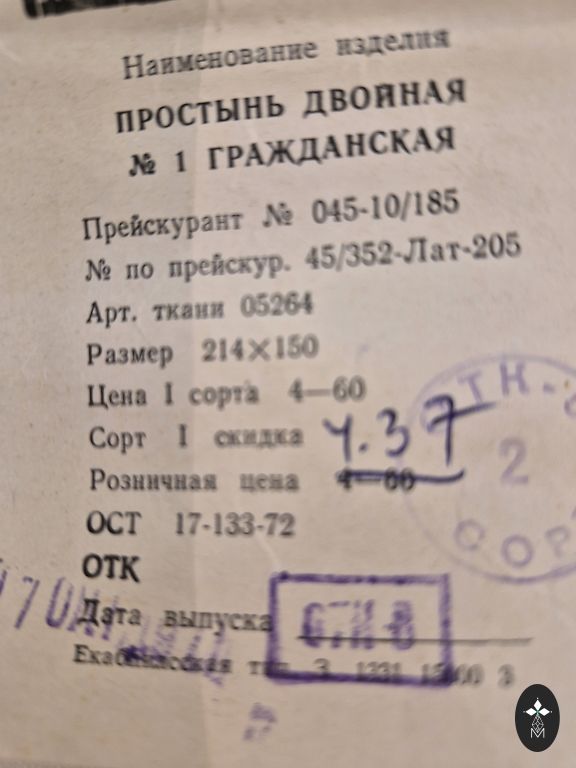 Наименование изделия
ПРОСТЫНЬ ДВОЙНАЯ
№ 1 ГРАЖДАНСКАЯ
Прейскурант № 045-10/185
№ по прейскур. 45/352-Лат-205
Арт. ткани 05264
Размер 214×150
Цена I сорта 4—60
Сорт I скидка 4.37
Розничная цена 4—60
ОСТ 17-133-72
ОТК
Дата выпуска
2
М